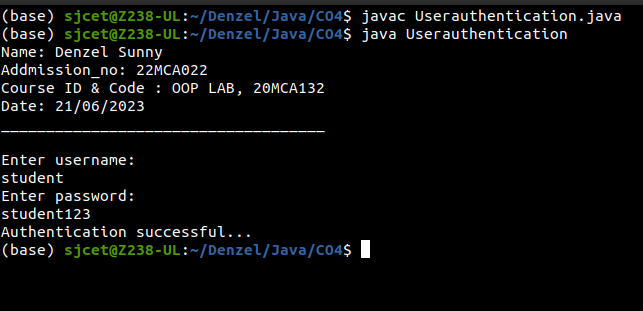 (base) sjcet@Z238-UL:~/Denzel/Java/CO4$ javac Userauthentication.java
(base) sjcet@Z238-UL:~/Denzel/Java/CO4$ java Userauthentication
Name: Denzel Sunny
Addmission_no: 22MCA022
Course ID & Code : OOP LAB, 20MCA132
Date: 21/06/2023
____________________________________
Enter username:
student
Enter password:
student123
Authentication successful...
(base) sjcet@Z238-UL:~/Denzel/Java/CO4$